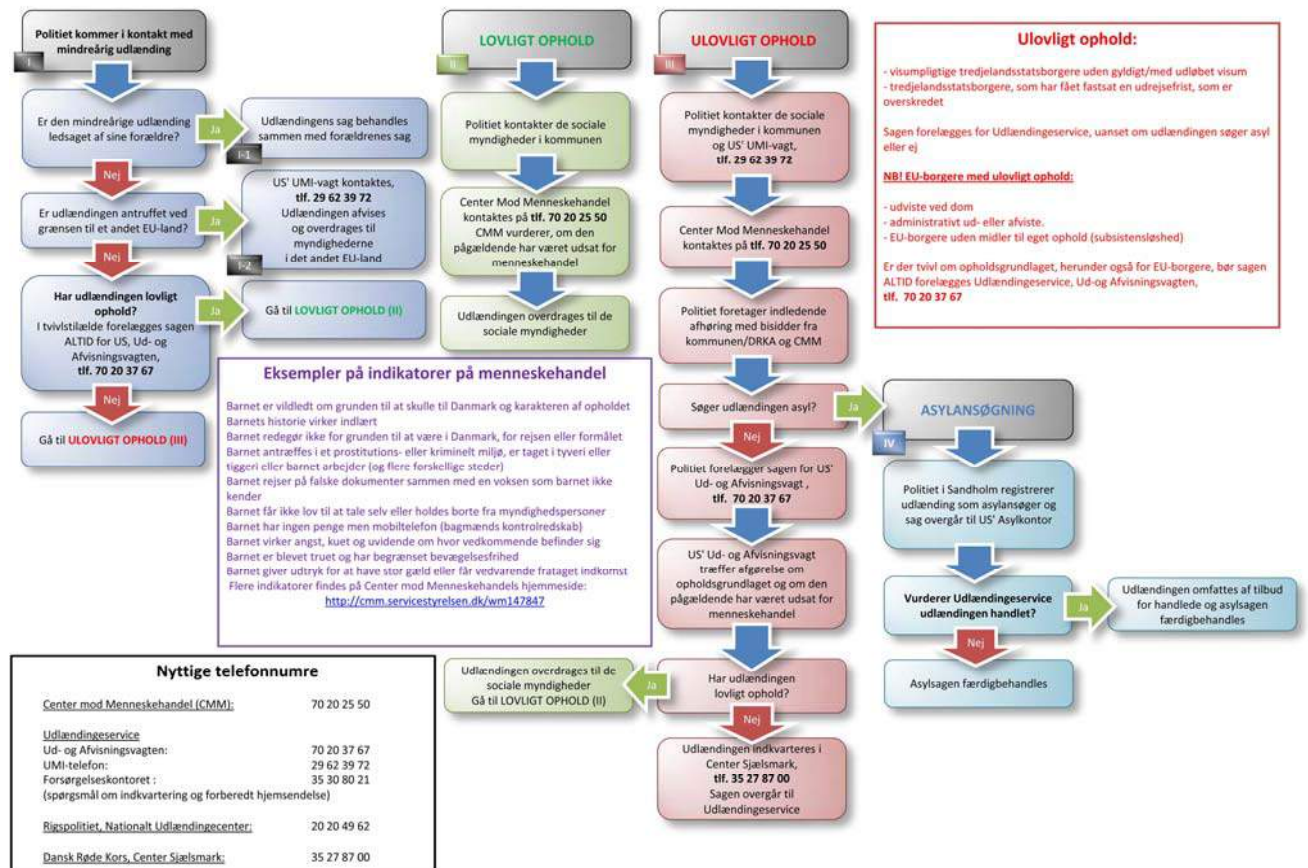 Politiet kommer i kontakt med
mindreårig udlænding
I
Er den mindreårige udlænding
ledsaget af sine forældre?
Ja
Udlændingens sag behandles
sammen med forældrenes sag
I-1
Nej
Er udlændingen antruffet ved
grænsen til et andet EU-land?
Ja
US' UMI-vagt kontaktes,
tlf. 29 62 39 72
Udlændingen afvises
og overdrages til
myndighederne
i det andet EU-land
I-2
Nej
Har udlændingen lovligt
ophold?
I tvivlstilælde forelægges sagen
ALTID for US, Ud- og
Afvisningsvagten,
tlf. 70 20 37 67
Ja
Gå til LOVLIGT OPHOLD (II)
Nej
Gå til ULOVLIGT OPHOLD (III)
LOVLIGT OPHOLD
II
Politiet kontakter de sociale
myndigheder i kommunen
Center Mod Menneskehandel
kontaktes på tlf. 70 20 25 50
CMM vurderer, om den
pågældende har været udsat for
menneskehandel
Udlændingen overdrages til de
sociale myndigheder
ULOVLIGT OPHOLD
III
Politiet kontakter de sociale
myndigheder i kommunen
og US' UMI-vagt,
tlf. 29 62 39 72
Center Mod Menneskehandel
kontaktes på tlf. 70 20 25 50
Politiet foretager indledende
afhøring med bisidder fra
kommunen/DRKA og CMM
Søger udlændingen asyl?
Ja
Nej
Politiet forelægger sagen for US'
Ud- og Afvisningsvagt ,
tlf. 70 20 37 67
US' Ud- og Afvisningsvagt
træffer afgørelse om
opholdsgrundlaget og om den
pågældende har været udsat for
menneskehandel
Har udlændingen
lovligt ophold?
Ja
Udlændingen overdrages til de
sociale myndigheder
Gå til LOVLIGT OPHOLD (II)
Nej
Udlændingen indkvarteres i
Center Sjælsmark,
tlf. 35 27 87 00
Sagen overgår til
Udlændingeservice
ASYLANSØGNING
IV
Politiet i Sandholm registrerer
udlænding som asylansøger og
sag overgår til US' Asylkontor
Vurderer Udlændingeservice
udlændingen handlet?
Ja
Udlændingen omfattes af tilbud
for handlede og asylsagen
færdigbehandles
Nej
Asylsagen færdigbehandles
Ulovligt ophold:
- visumpligtige tredjelandsstatsborgere uden gyldigt/med udløbet visum
- tredjelandsstatsborgere, som har fået fastsat en udrejsefrist, som er
overskredet
Sagen forelægges for Udlændingeservice, uanset om udlændingen søger asyl
eller ej
NB! EU-borgere med ulovligt ophold:
- udviste ved dom
- administrativt ud- eller afviste.
- EU-borgere uden midler til eget ophold (subsistensløshed)
Er der tvivl om opholdsgrundlaget, herunder også for EU-borgere, bør sagen
ALTID forelægges Udlændingeservice, Ud-og Afvisningsvagten,
tlf. 70 20 37 67
Eksempler på indikatorer på menneskehandel
Barnet er vildledt om grunden til at skulle til Danmark og karakteren af opholdet
Barnets historie virker indlært
Barnet redegør ikke for grunden til at være i Danmark, for rejsen eller formålet
Barnet antræffes i et prostitutions- eller kriminelt miljø, er taget i tyveri eller
tiggeri eller barnet arbejder (og flere forskellige steder)
Barnet rejser på falske dokumenter sammen med en voksen som barnet ikke
kender
Barnet får ikke lov til at tale selv eller holdes borte fra myndighedspersoner
Barnet har ingen penge men mobiltelefon (bagmænds kontrolredskab)
Barnet virker angst, kuet og uvidende om hvor vedkommende befinder sig
Barnet er blevet truet og har begrænset bevægelsesfrihed
Barnet giver udtryk for at have stor gæld eller får vedvarende frataget indkomst
Flere indikatorer findes på Center mod Menneskehandels hjemmeside:
http://cmm.servicestyrelsen.dk/wm147847
Nyttige telefonnumre
Center mod Menneskehandel (CMM): 70 20 25 50
Udlændingeservice
Ud- og Afvisningsvagten: 70 20 37 67
UMI-telefon: 29 62 39 72
Forsørgelseskontoret : 35 30 80 21
(spørgsmål om indkvartering og forberedt hjemsendelse)
Rigspolitiet, Nationalt Udlændingecenter: 20 20 49 62
Dansk Røde Kors, Center Sjælsmark: 35 27 87 00